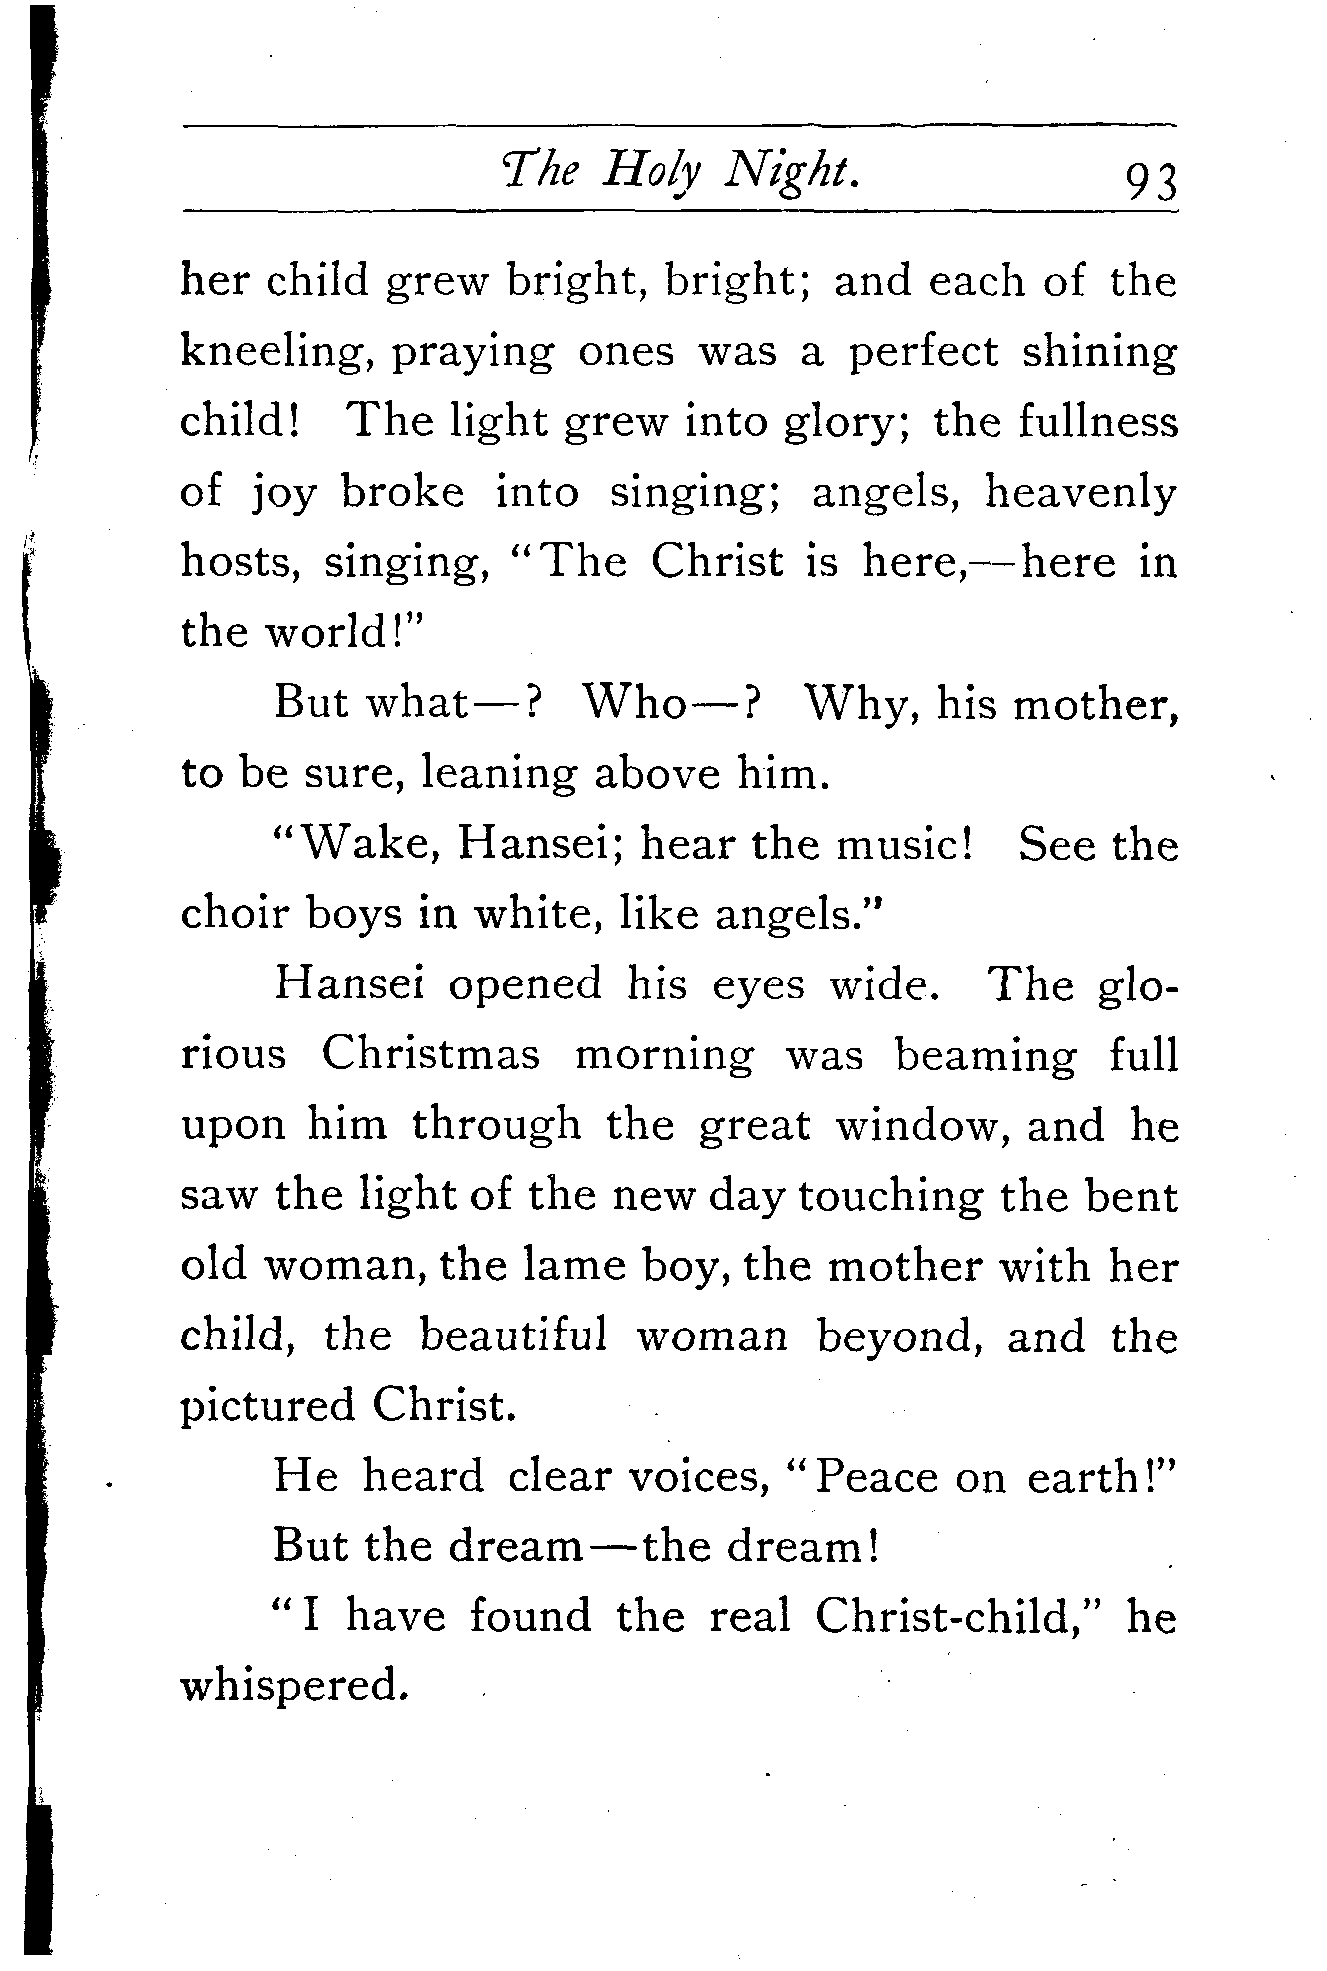 The Holy Night. 93
her child grew bright, bright; and each of the
kneeling, praying ones was a perfect shining
child! The light grew into glory; the fullness
of joy broke into singing; angels, heavenly
hosts, singing, "The Christ is here,—here in
the world!"
But what—? Who—? Why, his mother,
to be sure, leaning above him.
"Wake, Hansei; hear the music! See the
choir boys in white, like angels."
Hansei opened his eyes wide. The glo-
rious Christmas morning was beaming full
upon him through the great window, and he
saw the light of the new day touching the bent
old woman, the lame boy, the mother with her
child, the beautiful woman beyond, and the
pictured Christ.
He heard clear voices, "Peace on earth!"
But the dream—the dream!
"I have found the real Christ-child," he
whispered.